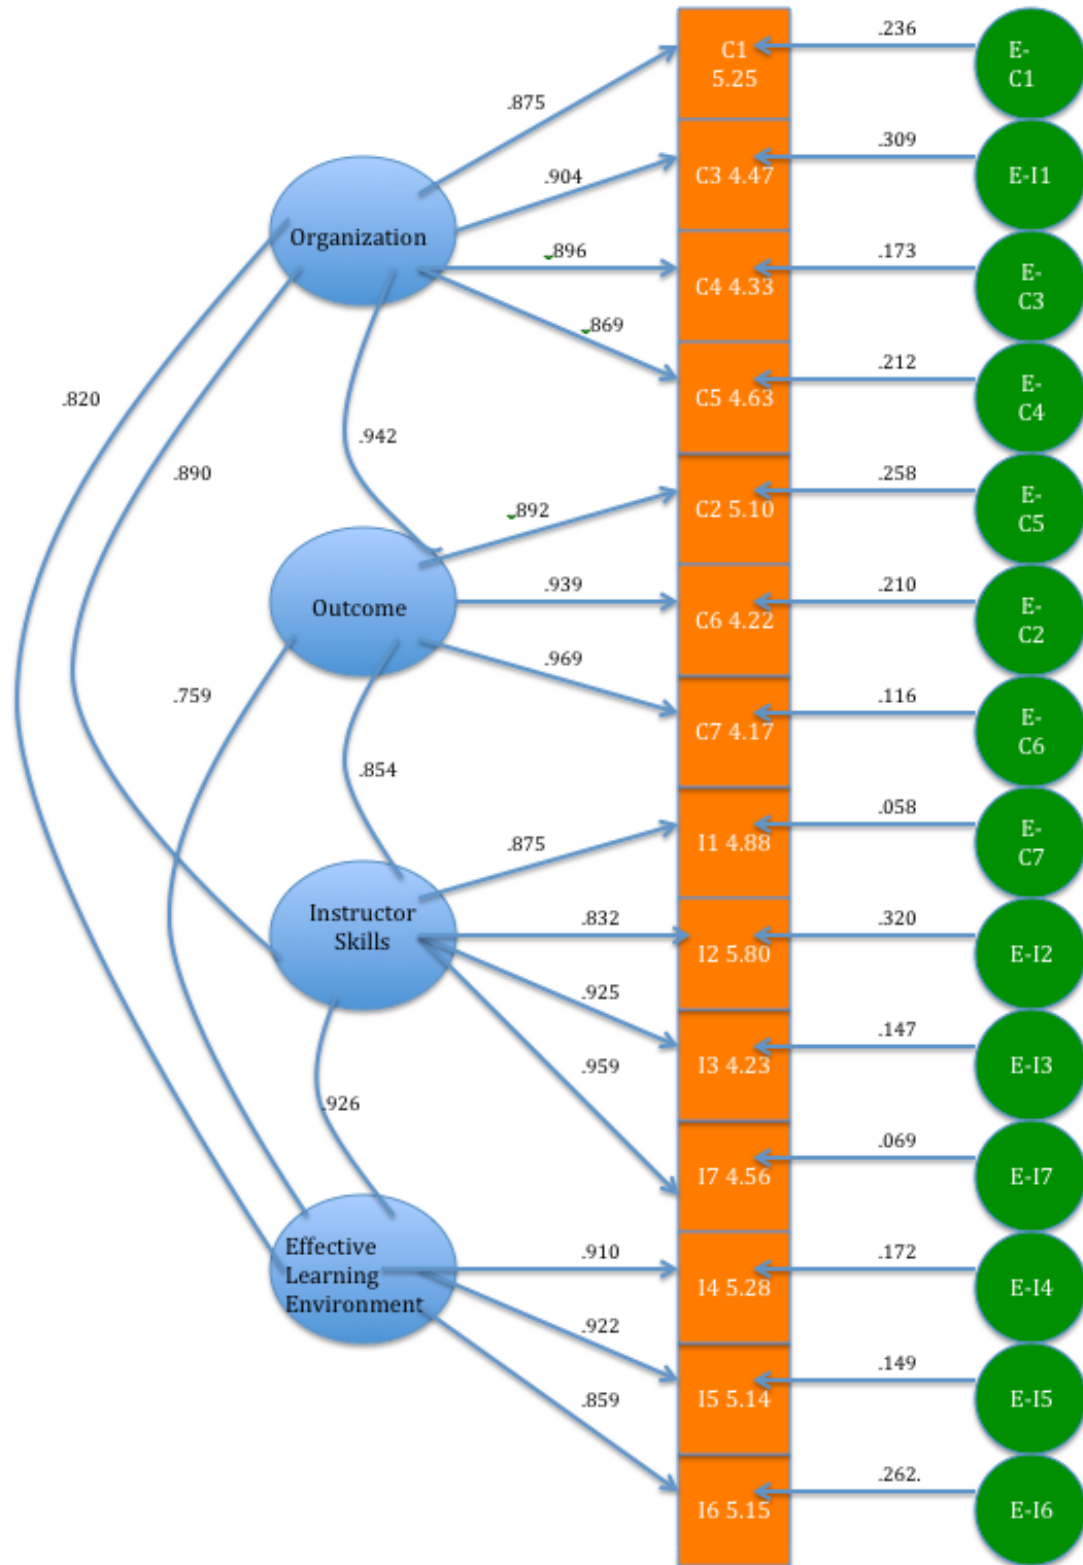 C1
5.25
.236
E-
C1
.875
C3 4.47
.309
E-I1
.904
Organization
.896
C4 4.33
.173
E-
C3
.869
C5 4.63
.212
E-
C4
.820
.942
.890
.892
C2 5.10
.258
E-
C5
Outcome
.939
C6 4.22
.210
E-
C2
.969
.759
C7 4.17
.116
E-
C6
.854
.875
I1 4.88
.058
E-
C7
Instructor
Skills
.832
I2 5.80
.320
E-I2
.925
I3 4.23
.147
E-I3
.959
.926
I7 4.56
.069
E-I7
Effective
Learning
Environment
.910
I4 5.28
.172
E-I4
.922
I5 5.14
.149
E-I5
.859
I6 5.15
.262.
E-I6